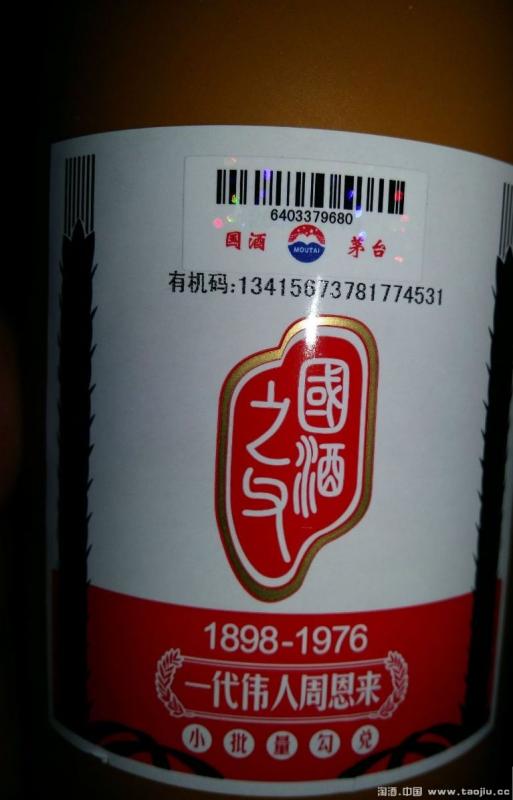 6403379680
国酒 MOUTAI 茅台
有机码:13415673781774531
國酒
之父
1898-1976
一代伟人周恩来
小批量勾兑
淘酒.中国 www.taojiu.cc